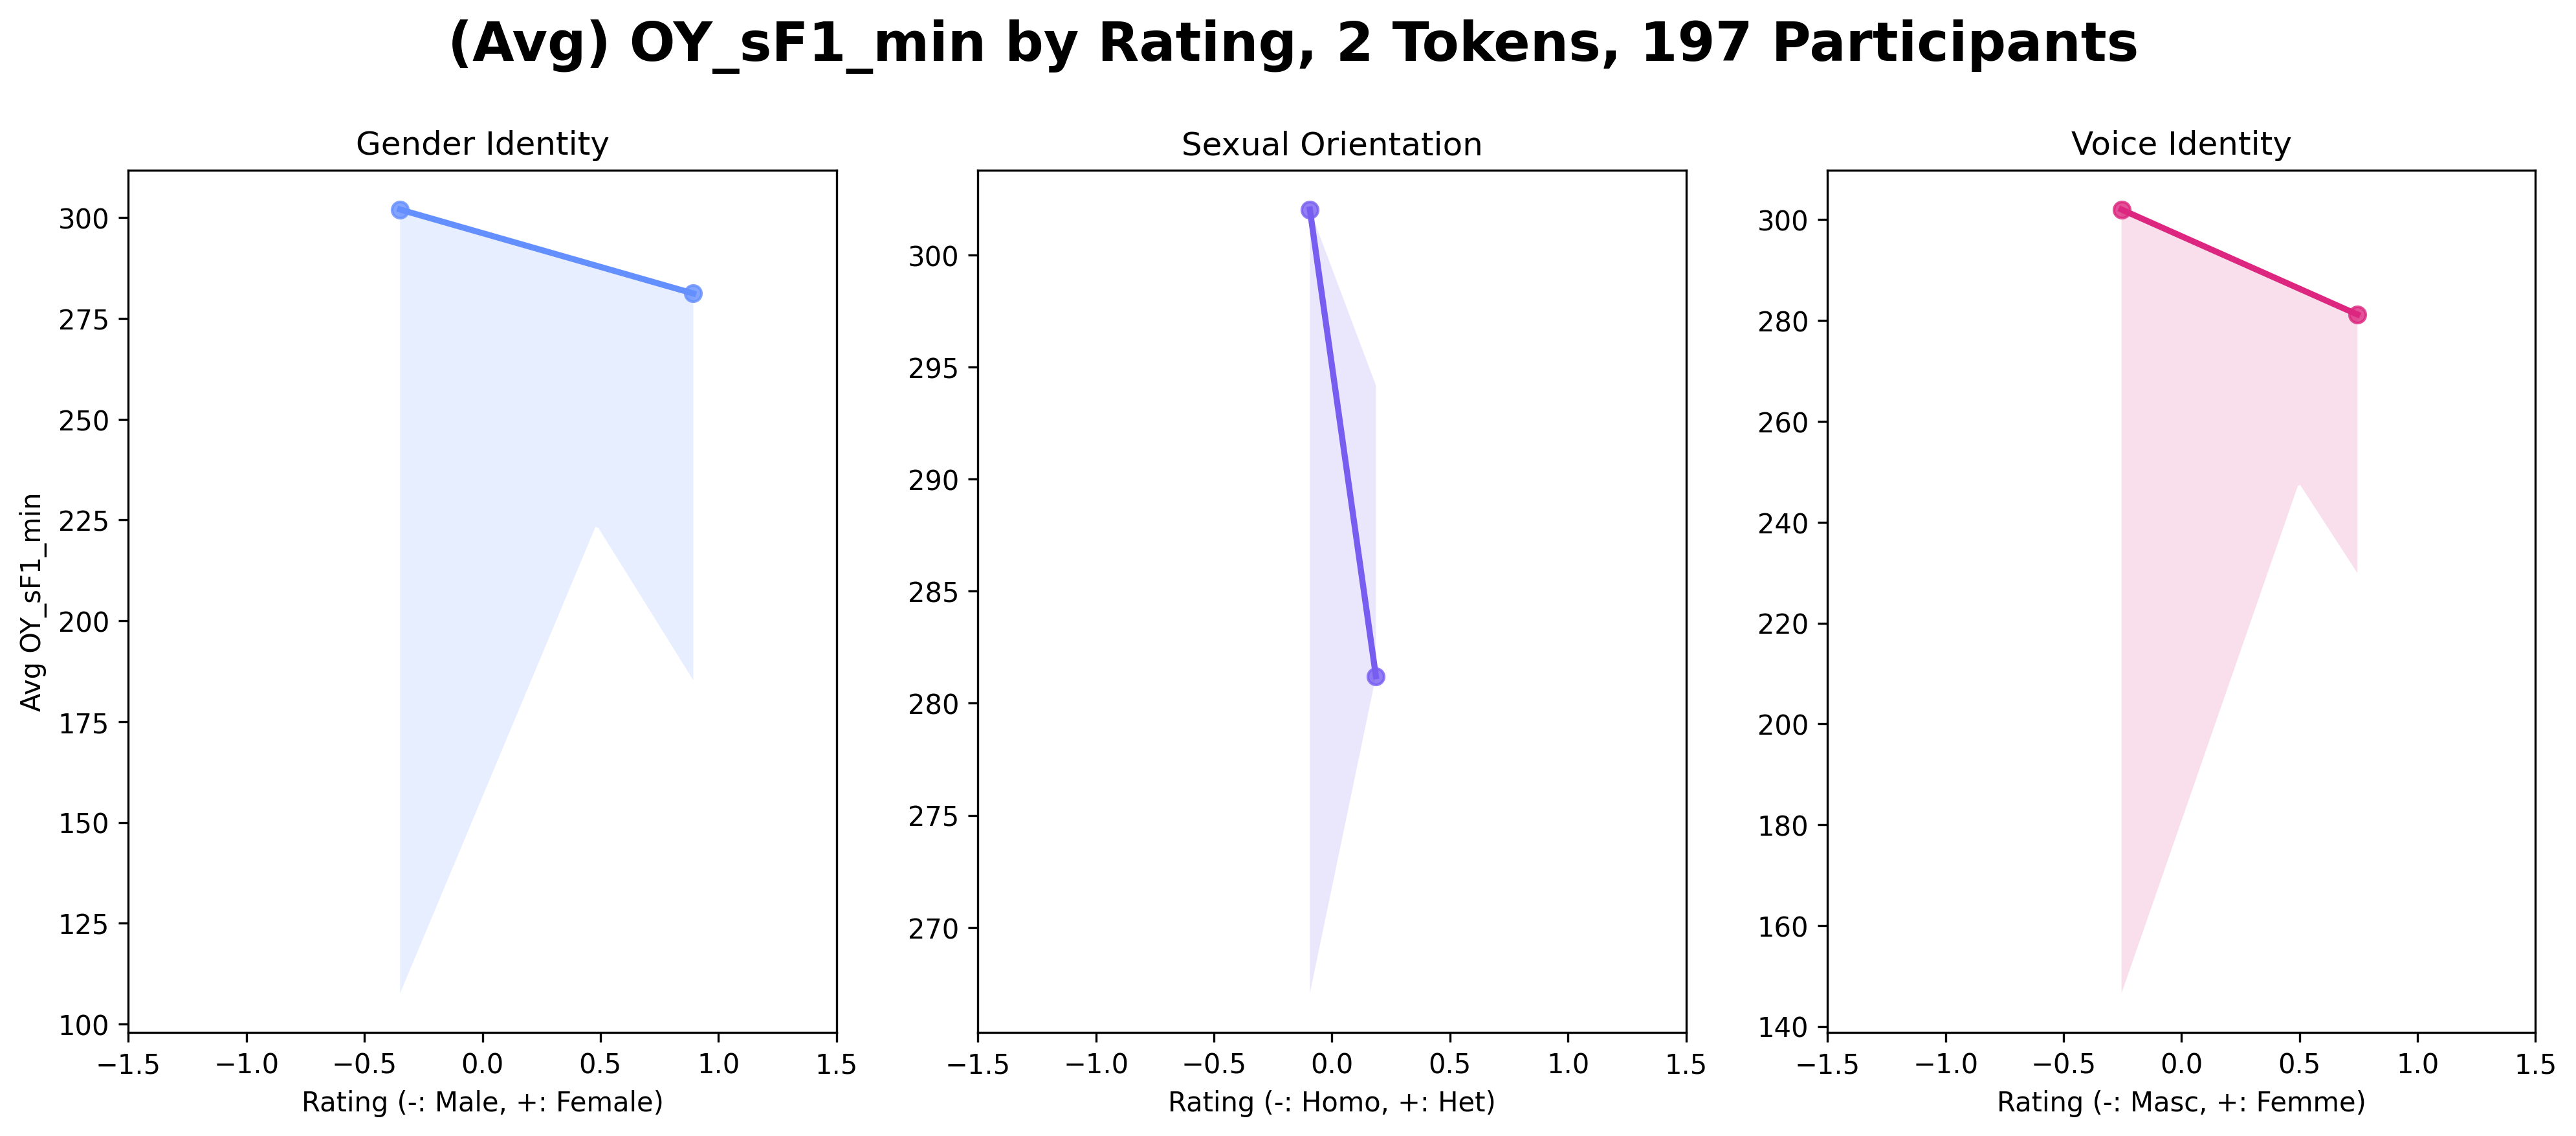 (Avg) OY_sF1_min by Rating, 2 Tokens, 197 Participants
Gender Identity
Avg OY_sF1_min
300
275
250
225
200
175
150
125
100
−1.5 −1.0 −0.5 0.0 0.5 1.0 1.5
Rating (-: Male, +: Female)
Sexual Orientation
300
295
290
285
280
275
270
−1.5 −1.0 −0.5 0.0 0.5 1.0 1.5
Rating (-: Homo, +: Het)
Voice Identity
300
280
260
240
220
200
180
160
140
−1.5 −1.0 −0.5 0.0 0.5 1.0 1.5
Rating (-: Masc, +: Femme)